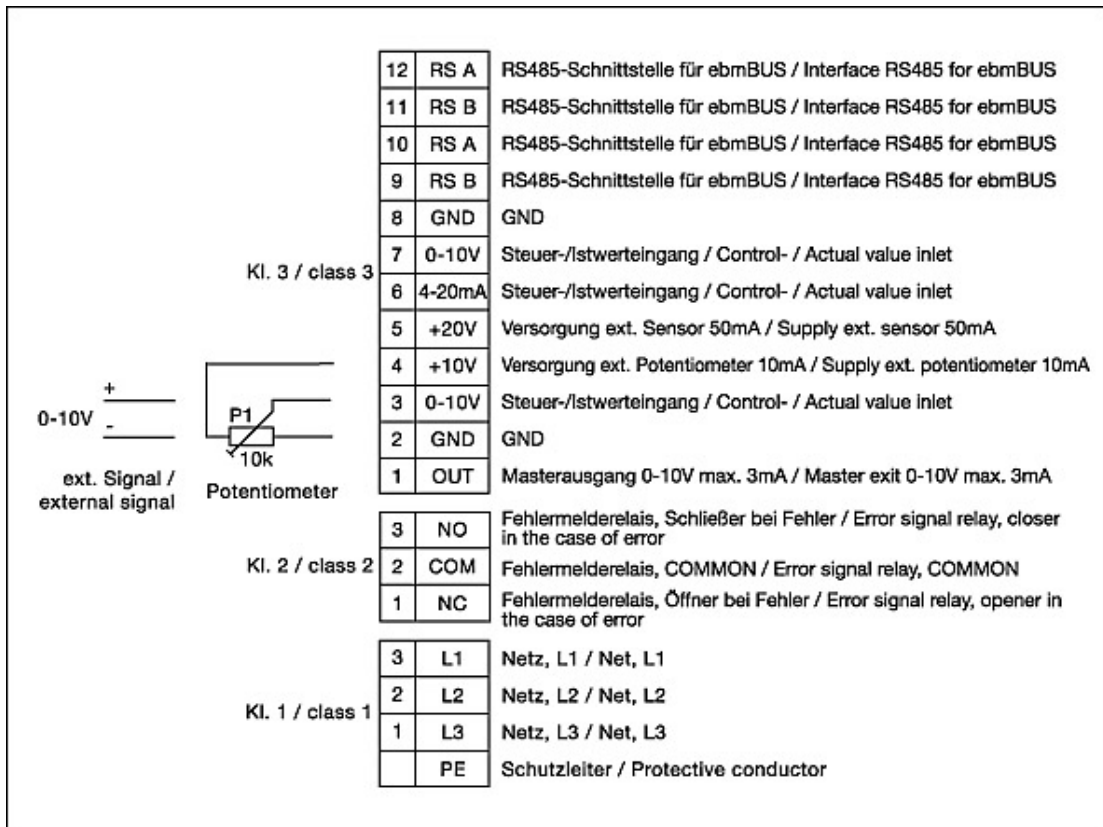 12 RS A RS485-Schnittstelle für ebmBUS / Interface RS485 for ebmBUS
11 RS B RS485-Schnittstelle für ebmBUS / Interface RS485 for ebmBUS
10 RS A RS485-Schnittstelle für ebmBUS / Interface RS485 for ebmBUS
9 RS B RS485-Schnittstelle für ebmBUS / Interface RS485 for ebmBUS
8 GND GND
Kl. 3 / class 3
7 0-10V Steuer-/Istwerteingang / Control- / Actual value inlet
6 4-20mA Steuer-/Istwerteingang / Control- / Actual value inlet
5 +20V Versorgung ext. Sensor 50mA / Supply ext. sensor 50mA
4 +10V Versorgung ext. Potentiometer 10mA / Supply ext. potentiometer 10mA
3 0-10V Steuer-/Istwerteingang / Control- / Actual value inlet
2 GND GND
1 OUT Masterausgang 0-10V max. 3mA / Master exit 0-10V max. 3mA
+
0-10V
-
ext. Signal /
external signal
P1
10k
Potentiometer
Kl. 2 / class 2
3 NO Fehlermelderelais, Schließer bei Fehler / Error signal relay, closer
in the case of error
2 COM Fehlermelderelais, COMMON / Error signal relay, COMMON
1 NC Fehlermelderelais, Öffner bei Fehler / Error signal relay, opener in
the case of error
Kl. 1 / class 1
3 L1 Netz, L1 / Net, L1
2 L2 Netz, L2 / Net, L2
1 L3 Netz, L3 / Net, L3
PE Schutzleiter / Protective conductor